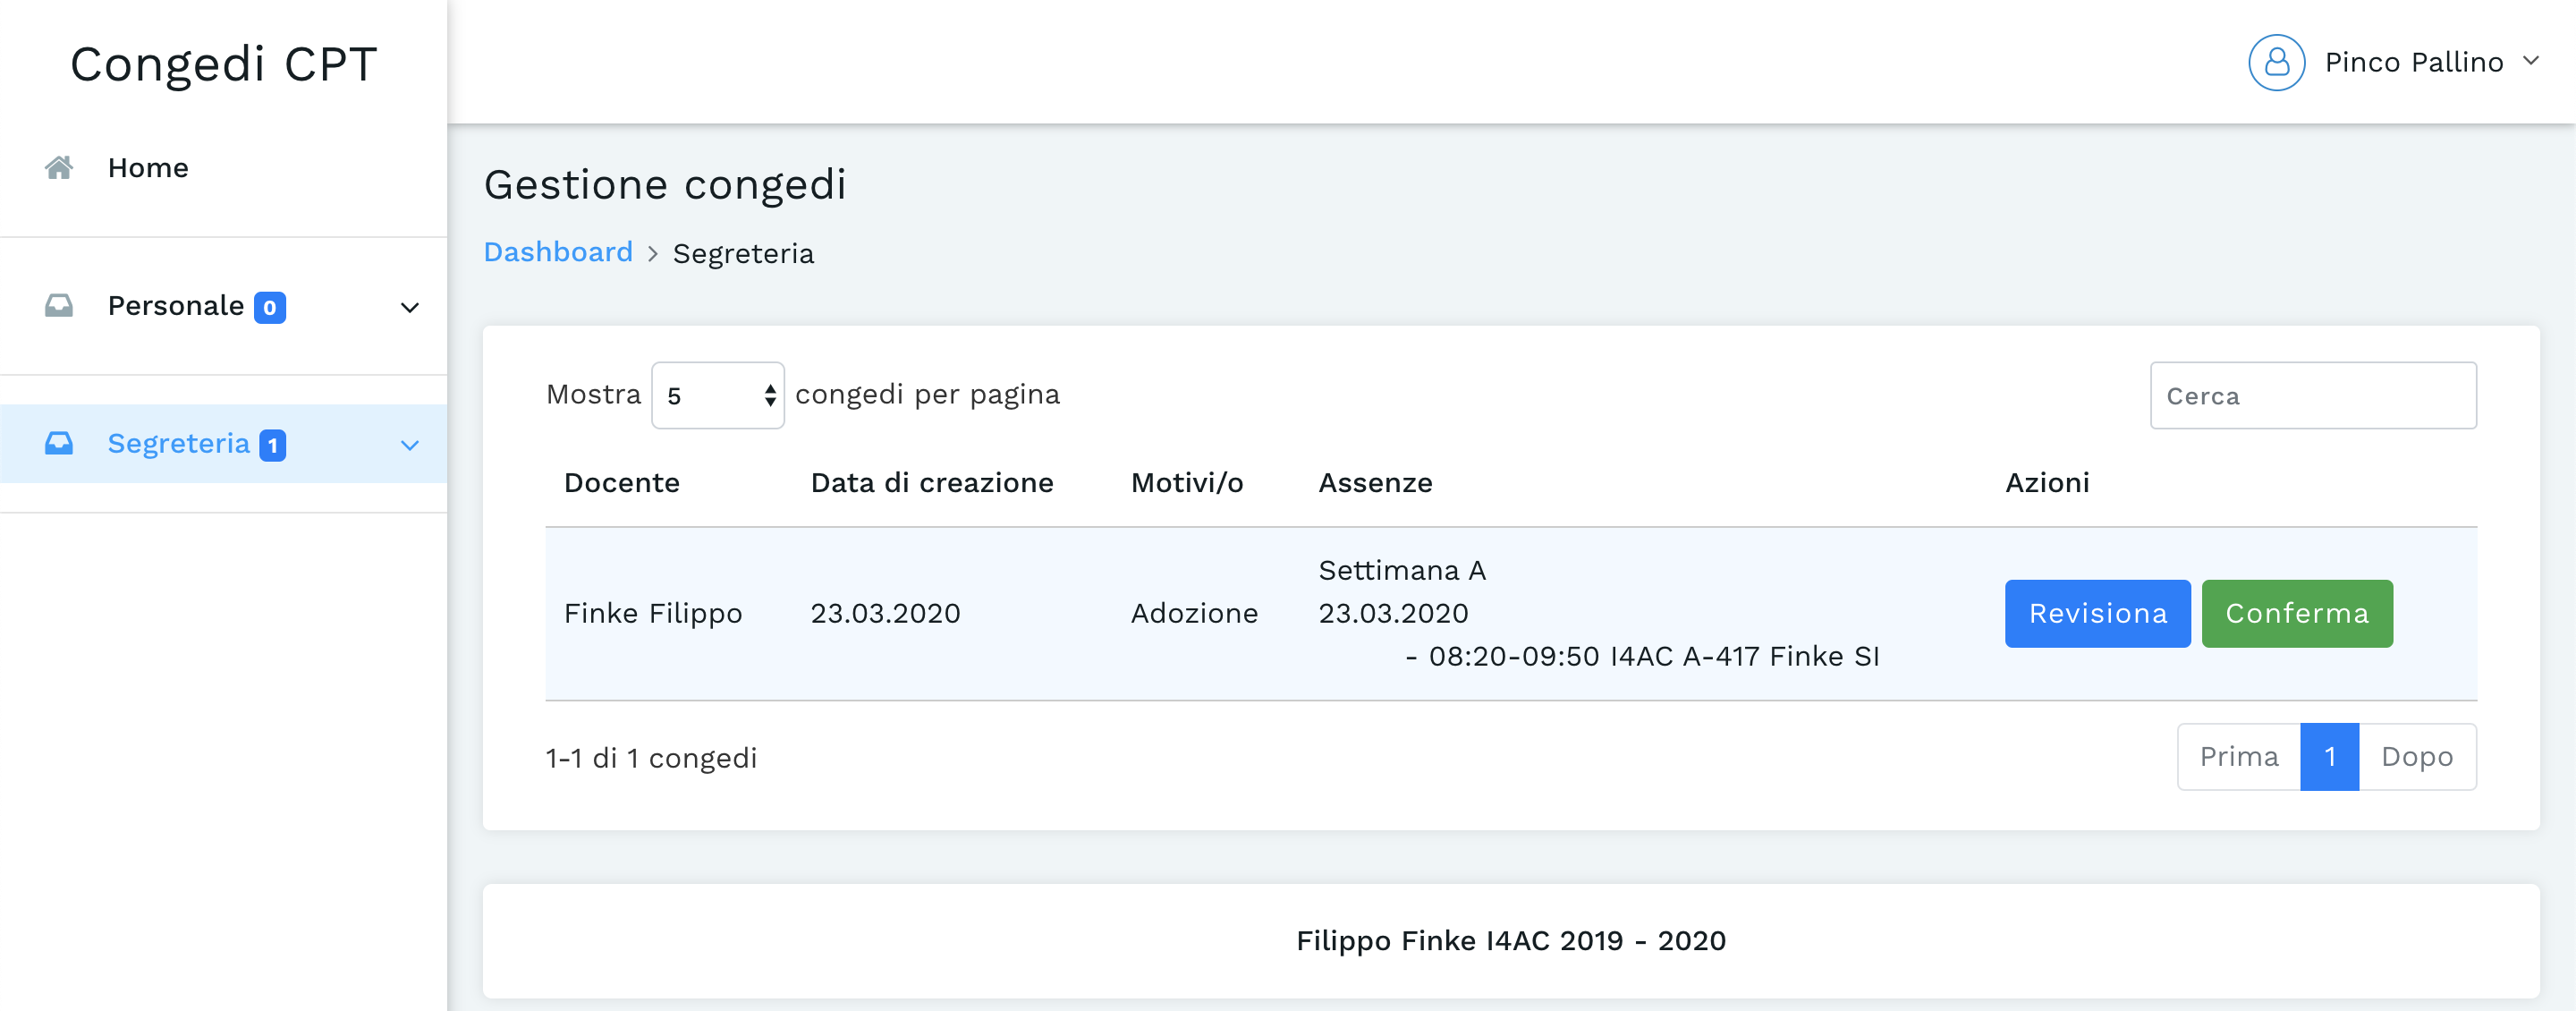 Congedi CPT
Pinco Pallino
Home
Personale 0
Segreteria 1
Gestione congedi
Dashboard > Segreteria
Mostra 5 congedi per pagina
Cerca
Docente Data di creazione Motivi/o Assenze Azioni
Settimana A
Finke Filippo 23.03.2020 Adozione 23.03.2020 Revisiona Conferma
- 08:20-09:50 I4AC A-417 Finke SI
1-1 di 1 congedi
Prima 1 Dopo
Filippo Finke I4AC 2019 - 2020